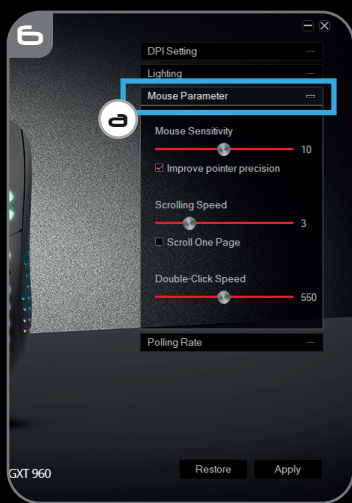 6
DPI Setting
Lighting
Mouse Parameter
a
Mouse Sensitivity
10
Improve pointer precision
Scrolling Speed
3
Scroll One Page
Double-Click Speed
550
Polling Rate
GXT 960
Restore Apply